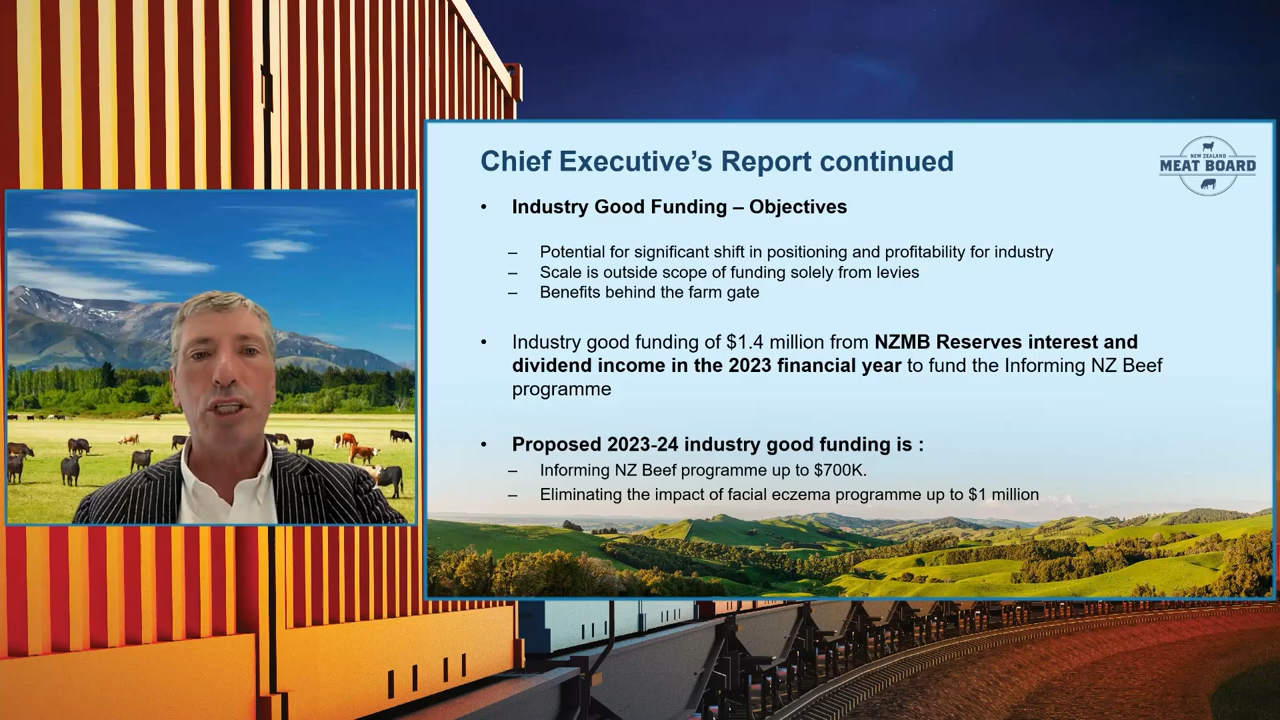 Chief Executive’s Report continued
NEW ZEALAND
MEAT BOARD
• Industry Good Funding – Objectives
– Potential for significant shift in positioning and profitability for industry
– Scale is outside scope of funding solely from levies
– Benefits behind the farm gate
• Industry good funding of $1.4 million from NZMB Reserves interest and
dividend income in the 2023 financial year to fund the Informing NZ Beef
programme
• Proposed 2023-24 industry good funding is :
– Informing NZ Beef programme up to $700K.
– Eliminating the impact of facial eczema programme up to $1 million